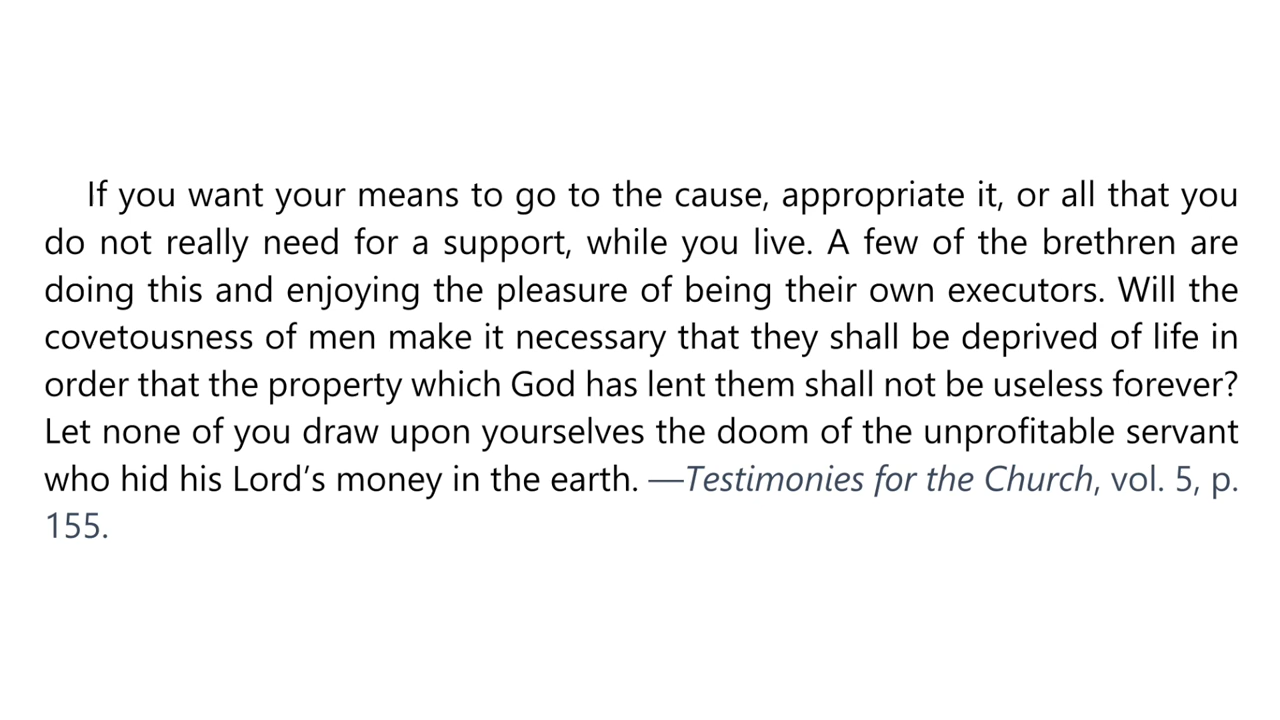 If you want your means to go to the cause, appropriate it, or all that you
do not really need for a support, while you live. A few of the brethren are
doing this and enjoying the pleasure of being their own executors. Will the
covetousness of men make it necessary that they shall be deprived of life in
order that the property which God has lent them shall not be useless forever?
Let none of you draw upon yourselves the doom of the unprofitable servant
who hid his Lord’s money in the earth. —Testimonies for the Church, vol. 5, p.
155.